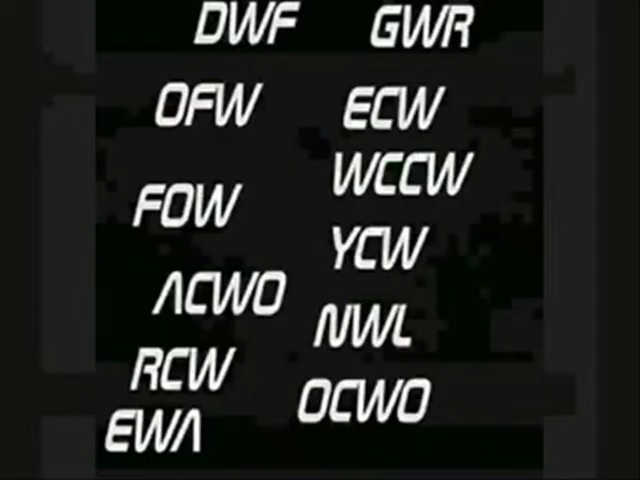 DWF GWR
OFW ECW
WCCW
FOW
YCW
ACWO
NWL
RCW
OCWO
EWA